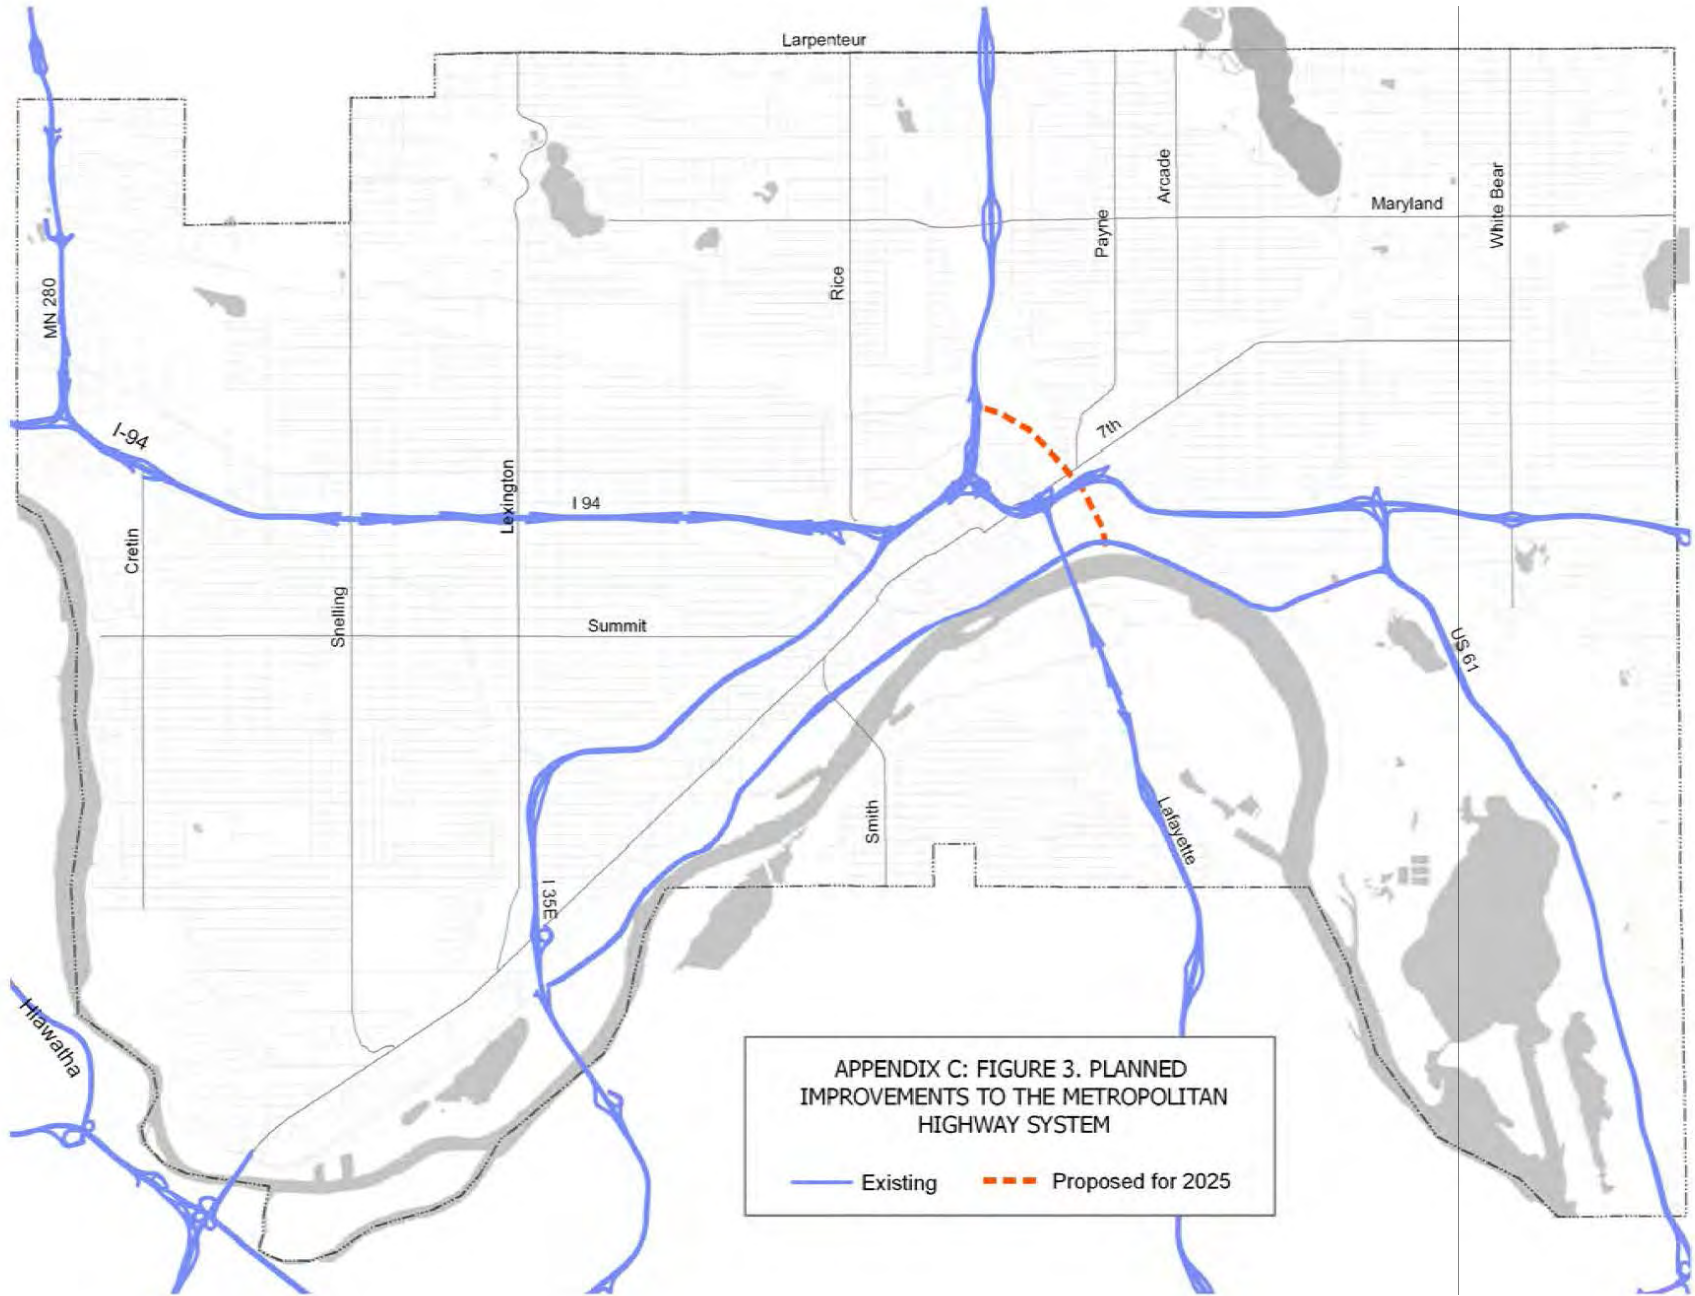 Larpenteur
Arcade
White Bear
Maryland
Payne
Rice
MN 280
I-94
7th
Lexington
I 94
Cretin
Snelling
Summit
US 61
Smith
Lafayette
I 35E
Hiawatha
APPENDIX C: FIGURE 3. PLANNED
IMPROVEMENTS TO THE METROPOLITAN
HIGHWAY SYSTEM
Existing
Proposed for 2025